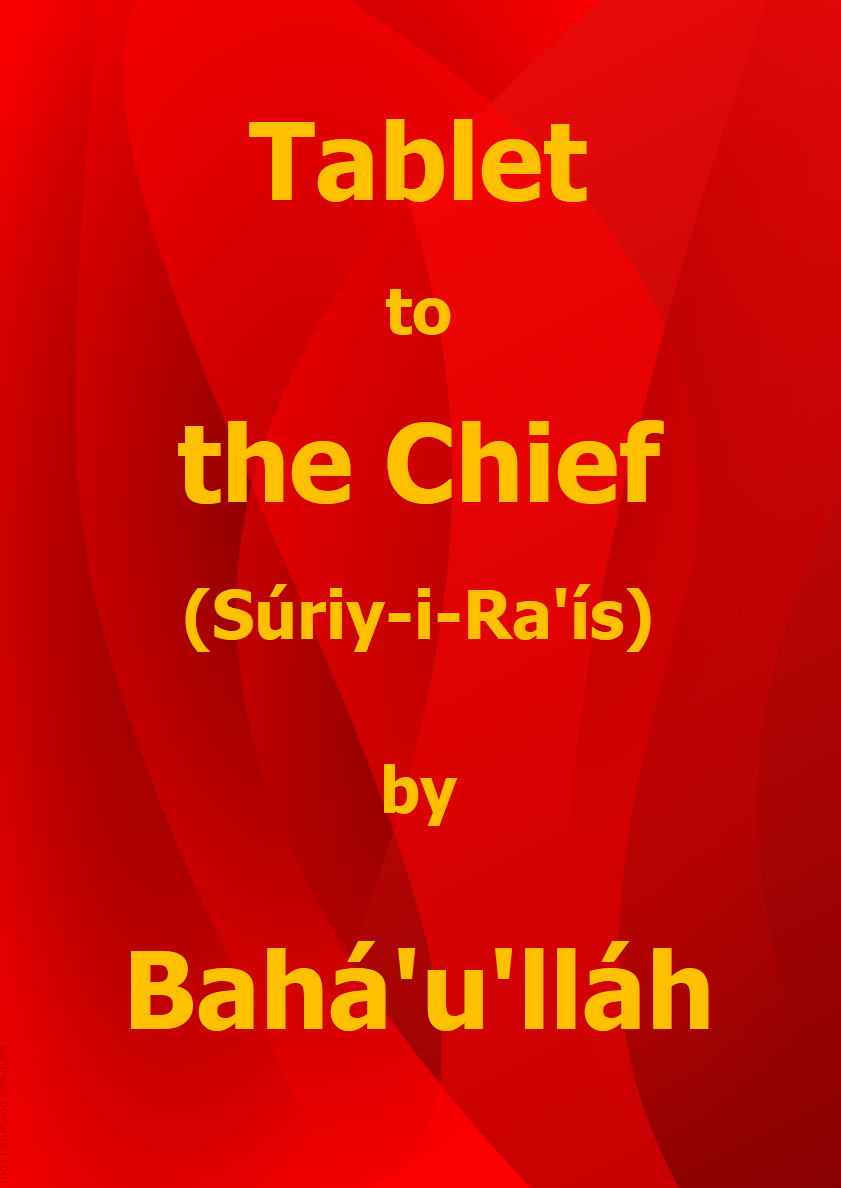 Tablet
to
the Chief
(Súriy-i-Ra'ís)
by
Bahá'u'lláh